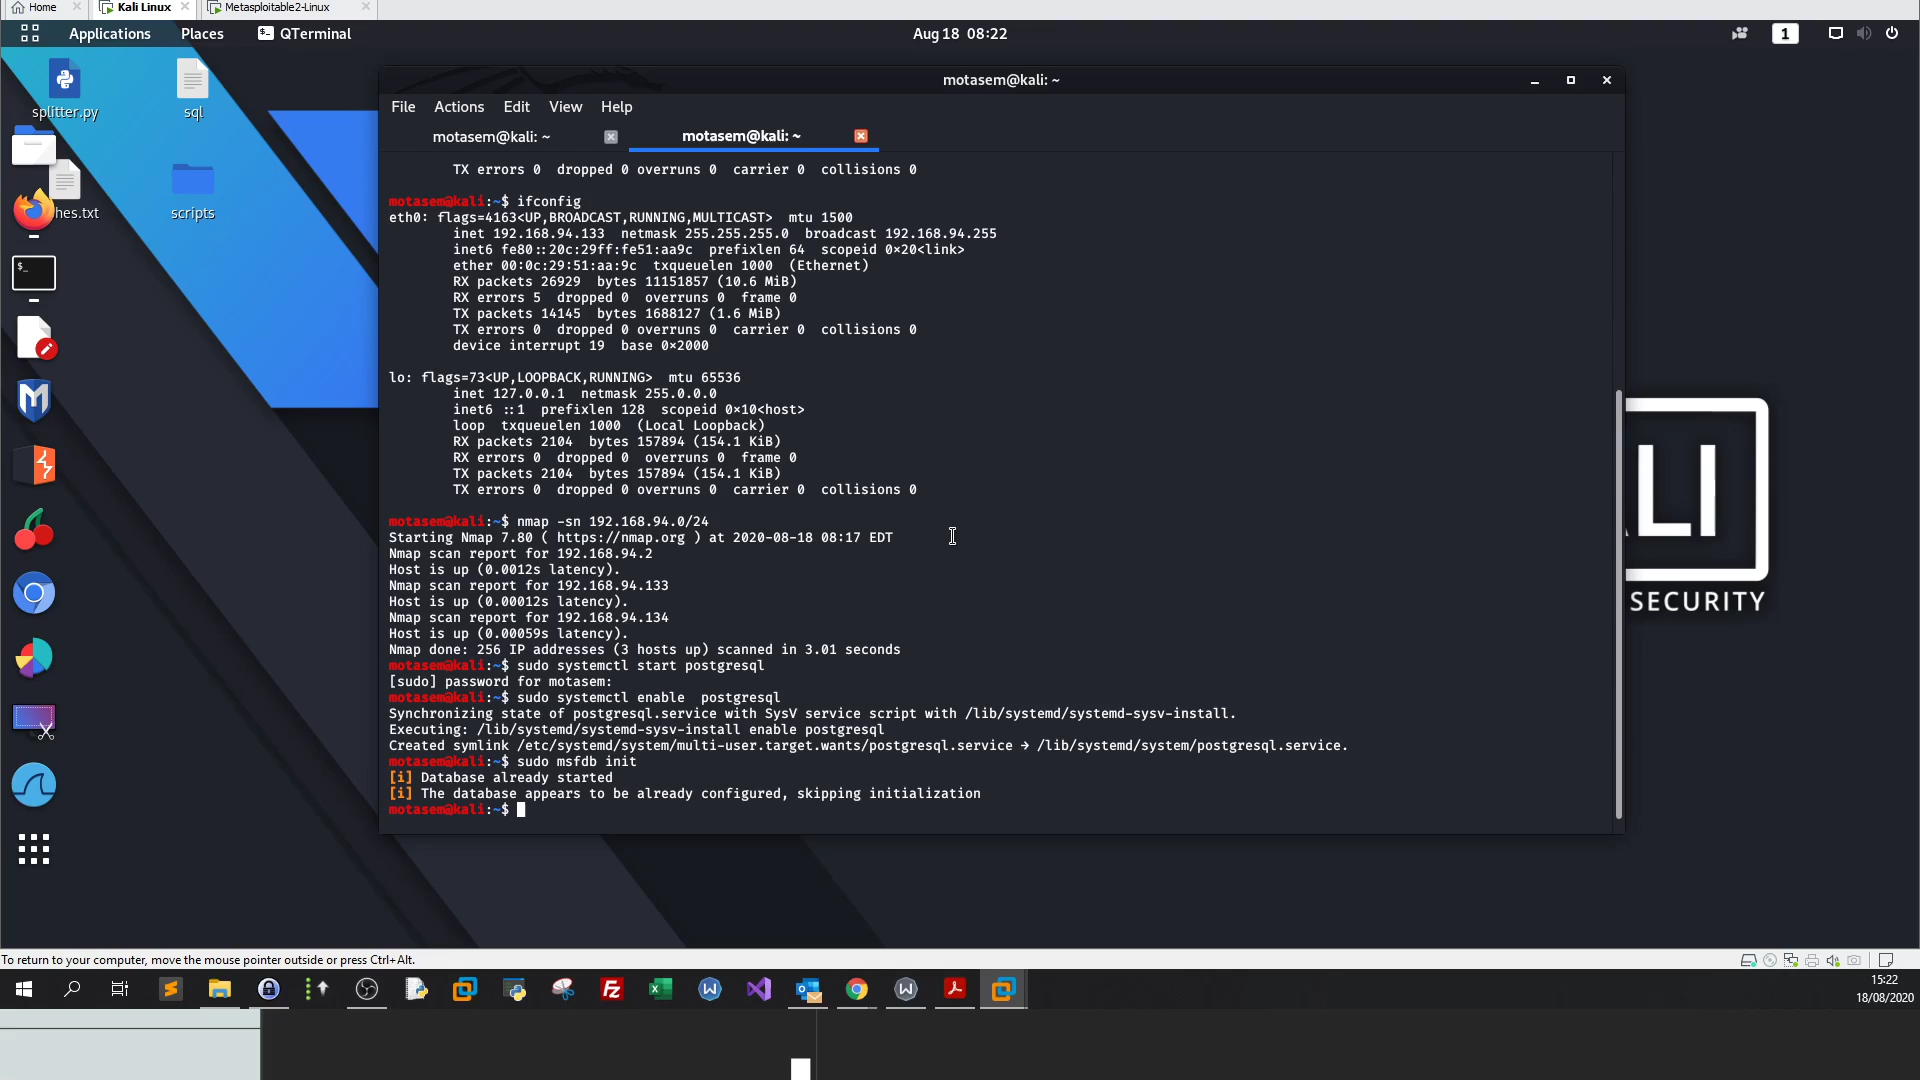 Home
Kali Linux
Metasploitable2-Linux
Applications
Places
QTerminal
Aug 18 08:22
1
splitter.py
sql
hes.txt
scripts
motasem@kali: ~
File Actions Edit View Help
motasem@kali: ~
motasem@kali: ~
TX errors 0 dropped 0 overruns 0 carrier 0 collisions 0
motasem@kali:~$ ifconfig
eth0: flags=4163<UP,BROADCAST,RUNNING,MULTICAST> mtu 1500
inet 192.168.94.133 netmask 255.255.255.0 broadcast 192.168.94.255
inet6 fe80::20c:29ff:fe51:aa9c prefixlen 64 scopeid 0×20<link>
ether 00:0c:29:51:aa:9c txqueuelen 1000 (Ethernet)
RX packets 26929 bytes 11151857 (10.6 MiB)
RX errors 5 dropped 0 overruns 0 frame 0
TX packets 14145 bytes 1688127 (1.6 MiB)
TX errors 0 dropped 0 overruns 0 carrier 0 collisions 0
device interrupt 19 base 0×2000
lo: flags=73<UP,LOOPBACK,RUNNING> mtu 65536
inet 127.0.0.1 netmask 255.0.0.0
inet6 ::1 prefixlen 128 scopeid 0×10<host>
loop txqueuelen 1000 (Local Loopback)
RX packets 2104 bytes 157894 (154.1 KiB)
RX errors 0 dropped 0 overruns 0 frame 0
TX packets 2104 bytes 157894 (154.1 KiB)
TX errors 0 dropped 0 overruns 0 carrier 0 collisions 0
motasem@kali:~$ nmap -sn 192.168.94.0/24
Starting Nmap 7.80 ( https://nmap.org ) at 2020-08-18 08:17 EDT
Nmap scan report for 192.168.94.2
Host is up (0.0012s latency).
Nmap scan report for 192.168.94.133
Host is up (0.00012s latency).
Nmap scan report for 192.168.94.134
Host is up (0.00059s latency).
Nmap done: 256 IP addresses (3 hosts up) scanned in 3.01 seconds
motasem@kali:~$ sudo systemctl start postgresql
[sudo] password for motasem:
motasem@kali:~$ sudo systemctl enable postgresql
Synchronizing state of postgresql.service with SysV service script with /lib/systemd/systemd-sysv-install.
Executing: /lib/systemd/systemd-sysv-install enable postgresql
Created symlink /etc/systemd/system/multi-user.target.wants/postgresql.service → /lib/systemd/system/postgresql.service.
motasem@kali:~$ sudo msfdb init
[i] Database already started
[i] The database appears to be already configured, skipping initialization
motasem@kali:~$
ALI
SECURITY
To return to your computer, move the mouse pointer outside or press Ctrl+Alt.
15:22
18/08/2020